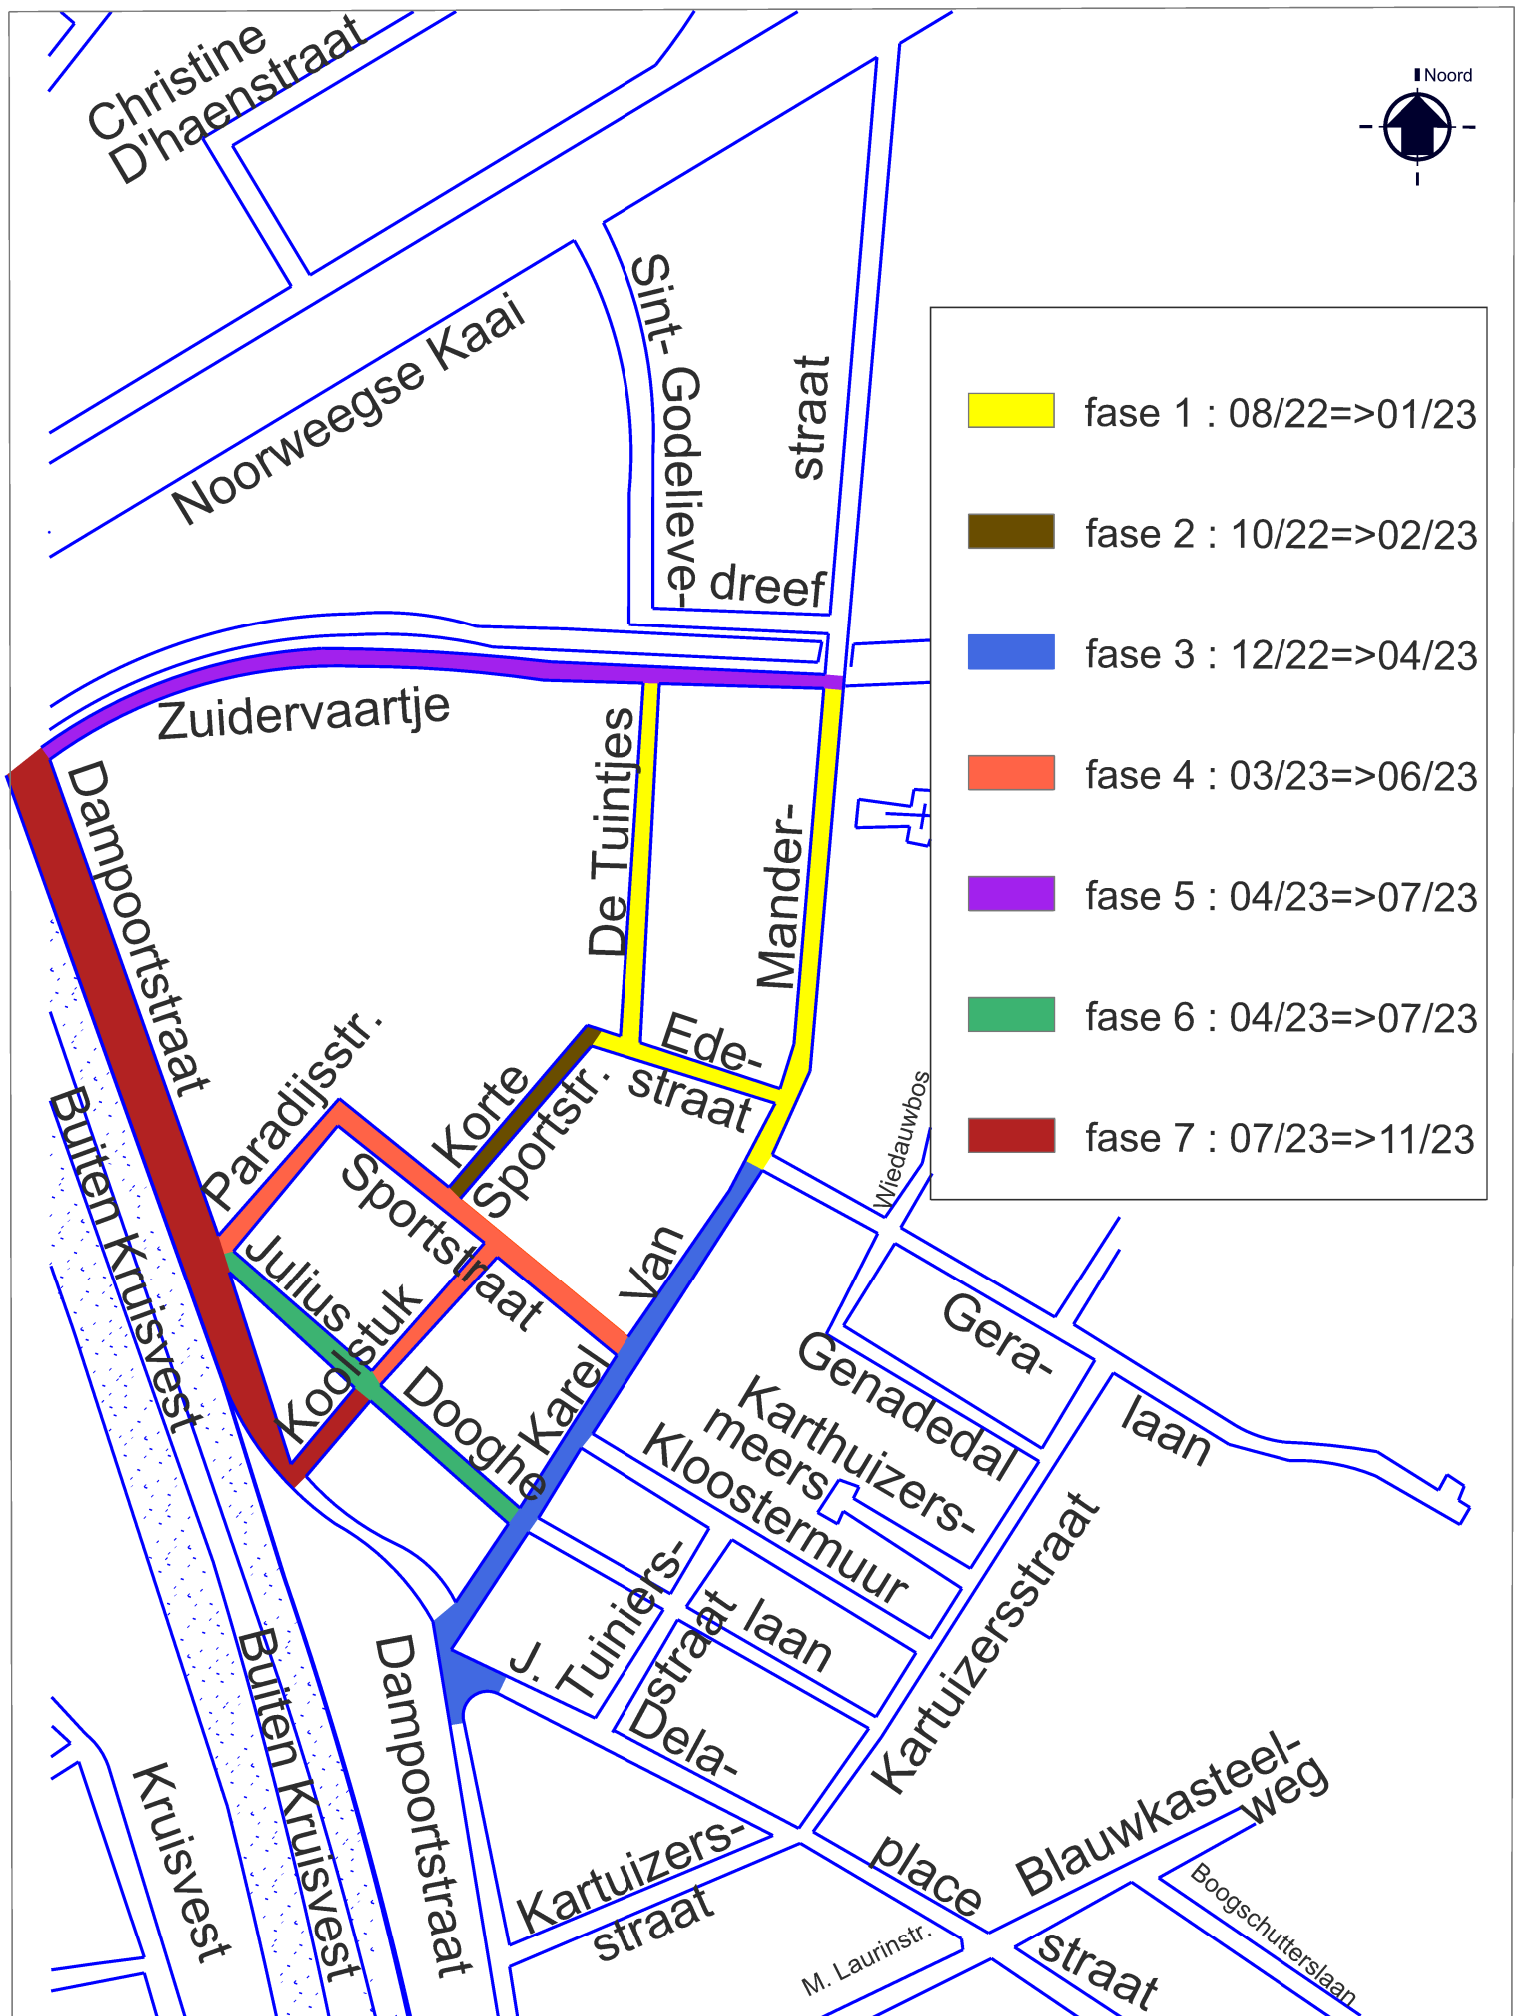 Christine
D'haenstraat
Noord
Noorweegse Kaai
Sint- Godelieve-
dreef
straat
fase 1 : 08/22=>01/23
fase 2 : 10/22=>02/23
fase 3 : 12/22=>04/23
fase 4 : 03/23=>06/23
fase 5 : 04/23=>07/23
fase 6 : 04/23=>07/23
fase 7 : 07/23=>11/23
Zuidervaartje
De Tuintjes
Mander-
Dampoortstraat
Ede-
straat
Paradijsstr.
Korte
Sportstr.
Sportstraat
Wiedauwbos
Buiten Kruisvest
Julius
Koolstuk
Dooghe
Van
Karel
Gera-
laan
Genadedal
Karthuizers-
meers
Kloostermuur
Kartuizersstraat
J.
Tuiniers-
straat
laan
Dela-
place
straat
Buiten Kruisvest
Dampoortstraat
Kruisvest
Kartuizers-
straat
Blauwkasteel-
weg
Boogschutterslaan
M. Laurinstr.